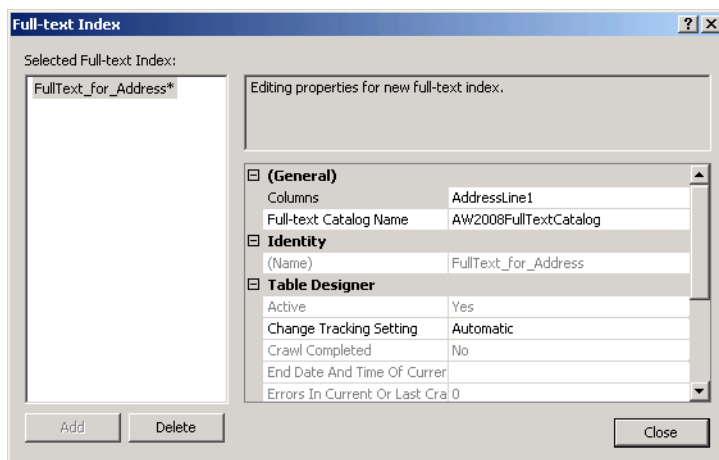 Full-text Index
Selected Full-text Index:
FullText_for_Address*
Editing properties for new full-text index.
(General)
Columns AddressLine1
Full-text Catalog Name AW2008FullTextCatalog
Identity
(Name) FullText_for_Address
Table Designer
Active Yes
Change Tracking Setting Automatic
Crawl Completed No
End Date And Time Of Currer
Errors In Current Or Last Cra 0
Add Delete
Close